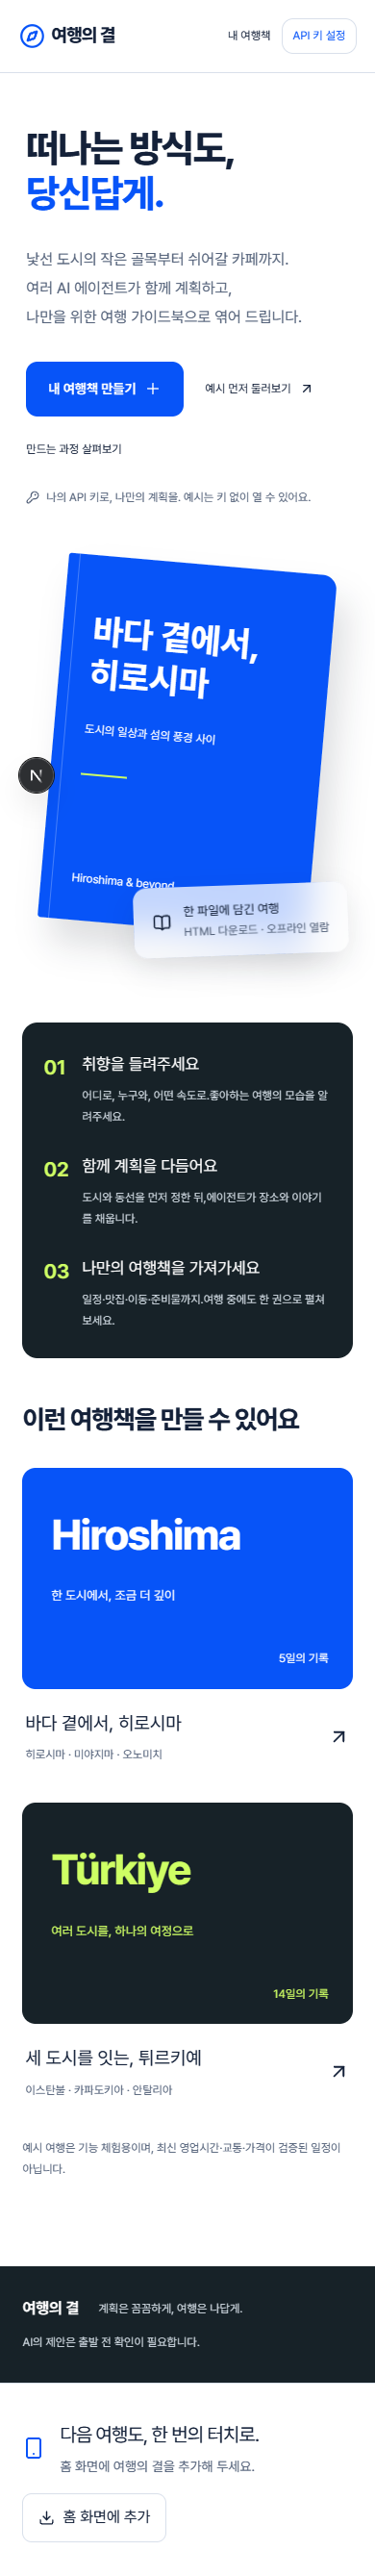 여행의 결
내 여행책
API 키 설정
떠나는 방식도,
당신답게.
낯선 도시의 작은 골목부터 쉬어갈 카페까지.
여러 AI 에이전트가 함께 계획하고,
나만을 위한 여행 가이드북으로 엮어 드립니다.
내 여행책 만들기
예시 먼저 둘러보기
만드는 과정 살펴보기
나의 API 키로, 나만의 계획을. 예시는 키 없이 열 수 있어요.
바다 곁에서,
히로시마
도시의 일상과 섬의 풍경 사이
N
Hiroshima & beyond
한 파일에 담긴 여행
HTML 다운로드 · 오프라인 열람
01 취향을 들려주세요
어디로, 누구와, 어떤 속도로.좋아하는 여행의 모습을 알
려주세요.
02 함께 계획을 다듬어요
도시와 동선을 먼저 정한 뒤,에이전트가 장소와 이야기
를 채웁니다.
03 나만의 여행책을 가져가세요
일정·맛집·이동·준비물까지.여행 중에도 한 권으로 펼쳐
보세요.
이런 여행책을 만들 수 있어요
Hiroshima
한 도시에서, 조금 더 깊이
5일의 기록
바다 곁에서, 히로시마
히로시마 · 미야지마 · 오노미치
Türkiye
여러 도시를, 하나의 여정으로
14일의 기록
세 도시를 잇는, 튀르키예
이스탄불 · 카파도키아 · 안탈리아
예시 여행은 기능 체험용이며, 최신 영업시간·교통·가격이 검증된 일정이
아닙니다.
여행의 결
계획은 꼼꼼하게, 여행은 나답게.
AI의 제안은 출발 전 확인이 필요합니다.
다음 여행도, 한 번의 터치로.
홈 화면에 여행의 결을 추가해 두세요.
홈 화면에 추가